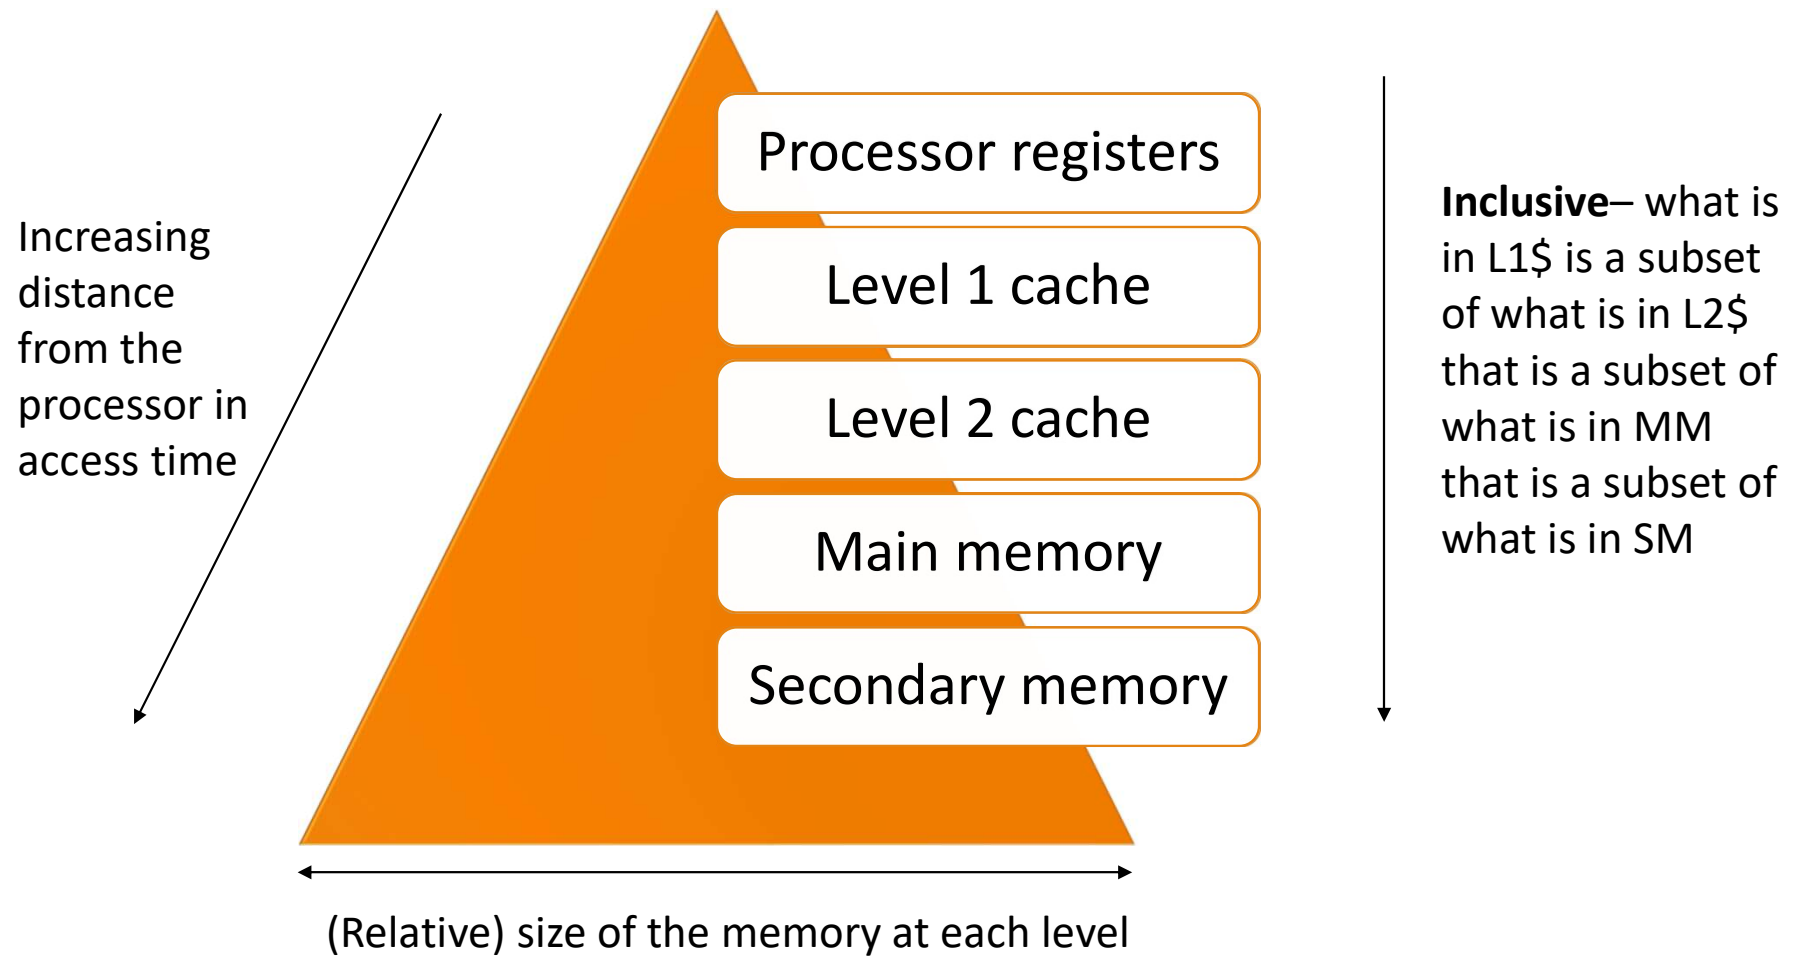 Processor registers
Level 1 cache
Level 2 cache
Main memory
Secondary memory
Increasing
distance
from the
processor in
access time
Inclusive– what is
in L1$ is a subset
of what is in L2$
that is a subset of
what is in MM
that is a subset of
what is in SM
(Relative) size of the memory at each level